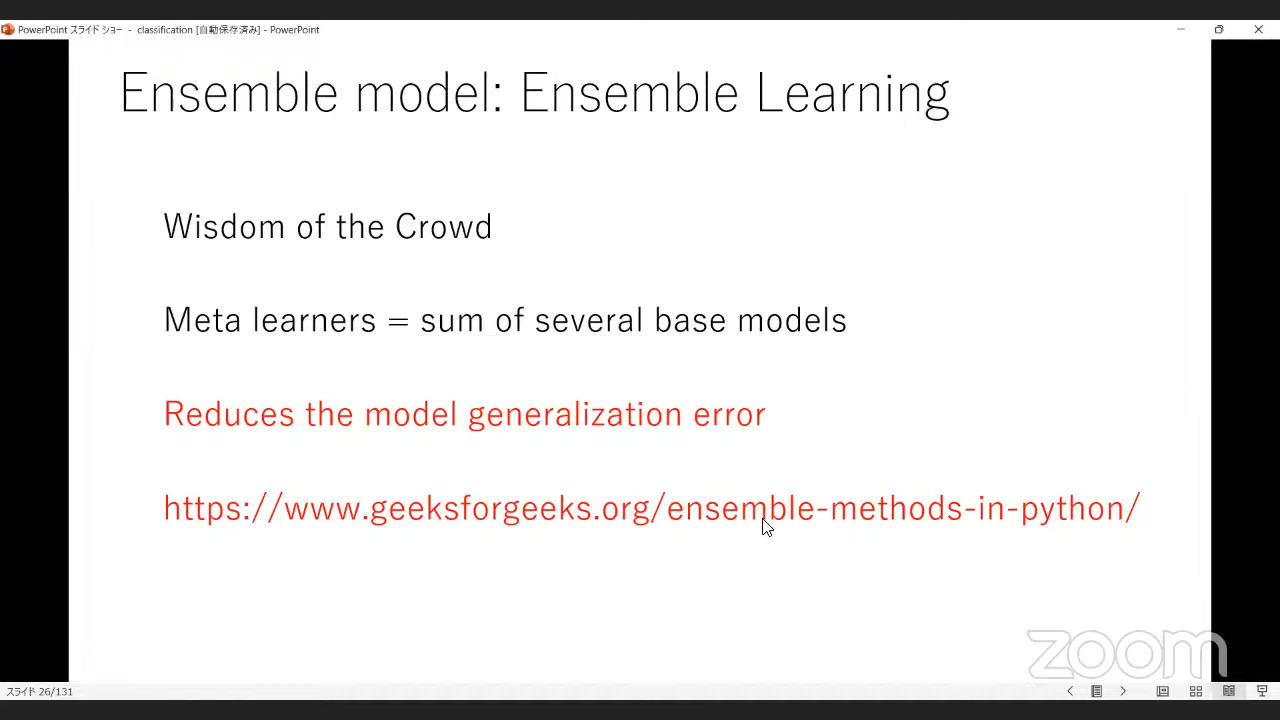 PowerPoint スライド ショー - classification [自動保存済み] - PowerPoint
Ensemble model: Ensemble Learning
Wisdom of the Crowd
Meta learners = sum of several base models
Reduces the model generalization error
https://www.geeksforgeeks.org/ensemble-methods-in-python/
zoom
スライド 26/131